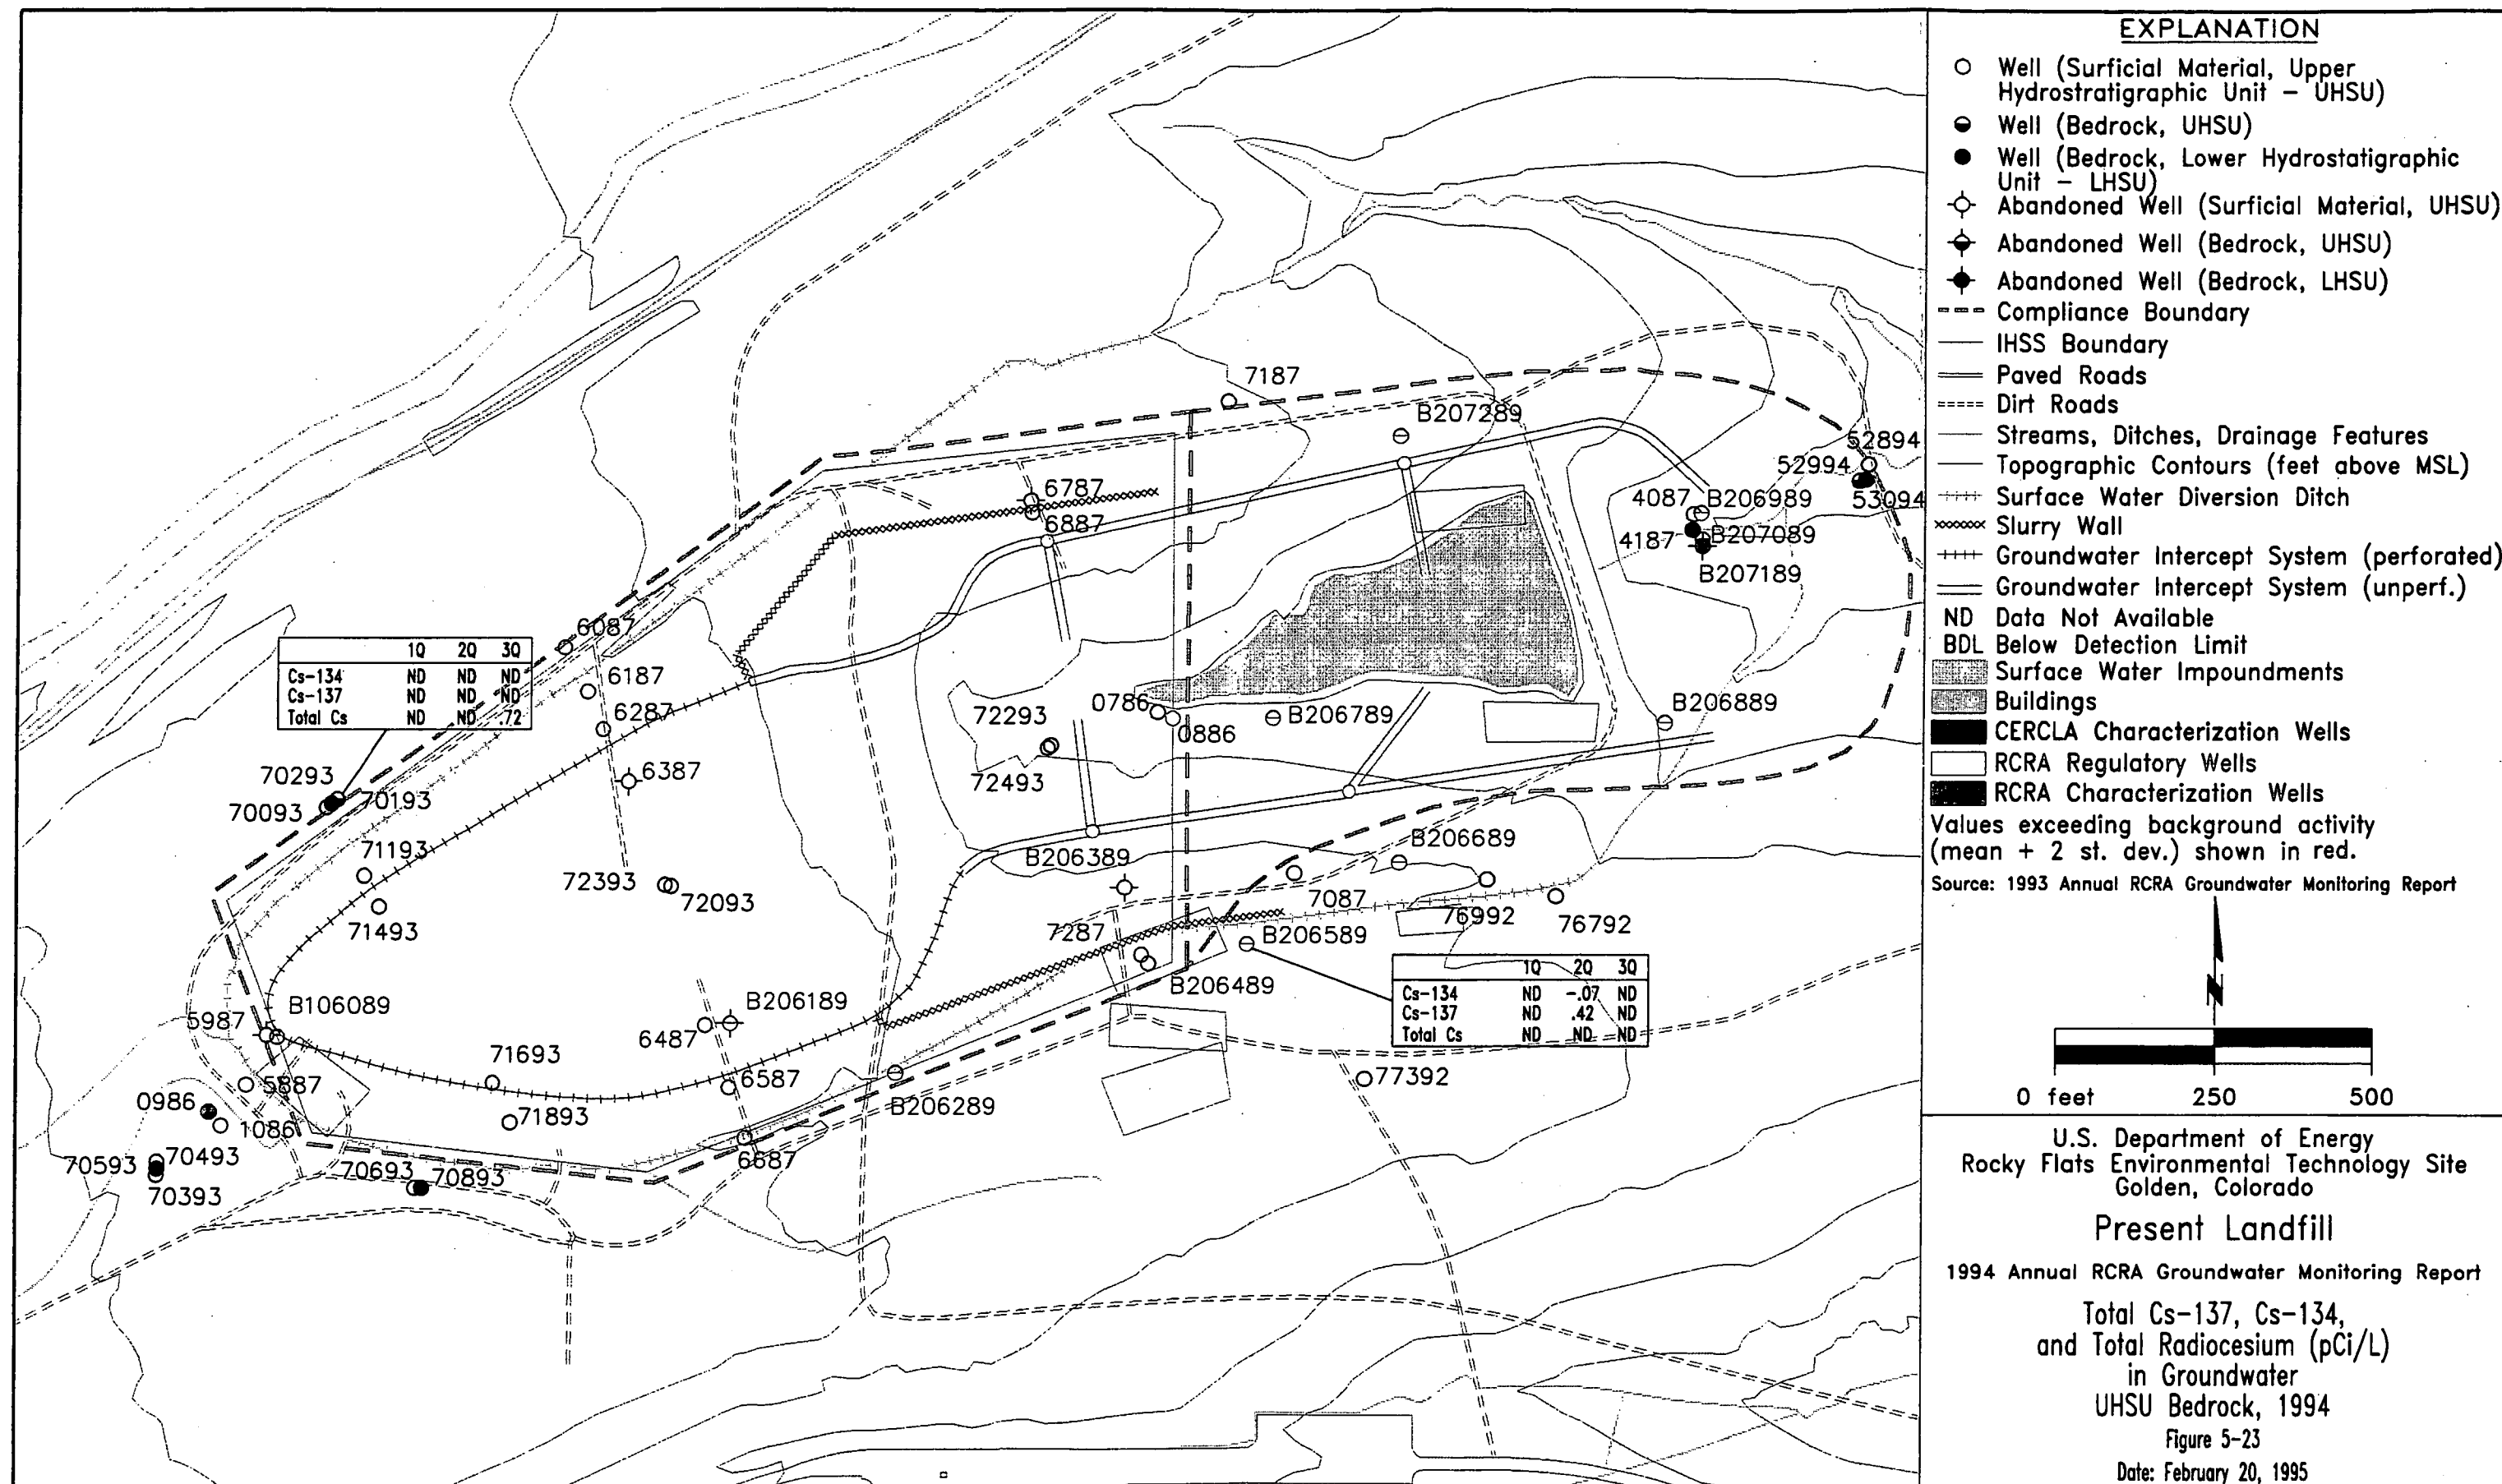 EXPLANATION
Well (Surficial Material, Upper
Hydrostratigraphic Unit – UHSU)
Well (Bedrock, UHSU)
Well (Bedrock, Lower Hydrostatigraphic
Unit – LHSU)
Abandoned Well (Surficial Material, UHSU)
Abandoned Well (Bedrock, UHSU)
Abandoned Well (Bedrock, LHSU)
Compliance Boundary
IHSS Boundary
Paved Roads
Dirt Roads
Streams, Ditches, Drainage Features
Topographic Contours (feet above MSL)
Surface Water Diversion Ditch
Slurry Wall
Groundwater Intercept System (perforated)
Groundwater Intercept System (unperf.)
ND Data Not Available
BDL Below Detection Limit
Surface Water Impoundments
Buildings
CERCLA Characterization Wells
RCRA Regulatory Wells
RCRA Characterization Wells
Values exceeding background activity
(mean + 2 st. dev.) shown in red.
Source: 1993 Annual RCRA Groundwater Monitoring Report
N
0 feet 250 500
U.S. Department of Energy
Rocky Flats Environmental Technology Site
Golden, Colorado
Present Landfill
1994 Annual RCRA Groundwater Monitoring Report
Total Cs-137, Cs-134,
and Total Radiocesium (pCi/L)
in Groundwater
UHSU Bedrock, 1994
Figure 5-23
Date: February 20, 1995
7187
B207289
52894
52994
53094
4087
B206989
4187
B207089
B207189
6787
6887
6087
6187
6287
6387
1Q 2Q 3Q
Cs-134 ND ND ND
Cs-137 ND ND ND
Total Cs ND ND .72
70293
70193
70093
71193
71493
72393
72093
72293
72493
0786
0886
B206789
B206889
B206389
B206689
7087
76992
76792
7287
B206589
B206489
1Q 2Q 3Q
Cs-134 ND -.07 ND
Cs-137 ND .42 ND
Total Cs ND ND ND
77392
B106089
5987
B206189
6487
71693
71893
6587
B206289
6687
5887
0986
1086
70493
70593
70393
70693
70893